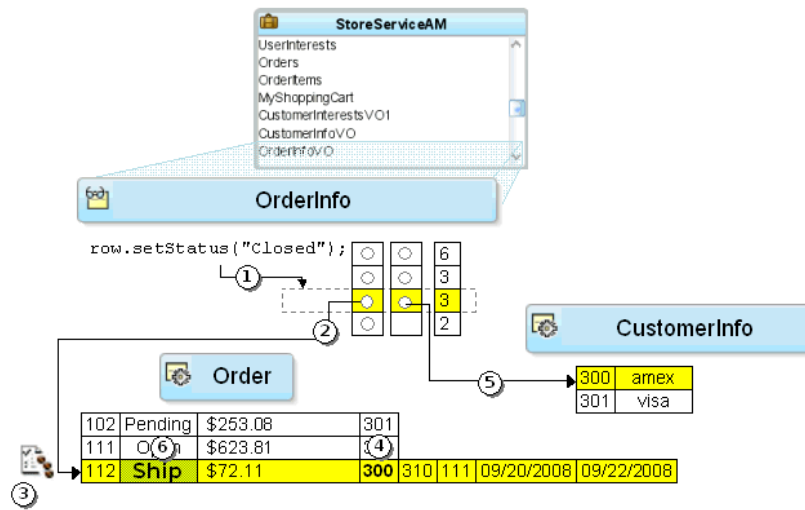 StoreServiceAM
UserInterests
Orders
OrderItems
MyShoppingCart
CustomerInterestsVO1
CustomerInfoVO
OrderInfoVO
OrderInfo
row.setStatus("Closed");
6
1
3
3
2
2
CustomerInfo
Order
5
300 amex
301 visa
102 Pending $253.08 301
111 6 $623.81 4
112 Ship $72.11 300 310 111 09/20/2008 09/22/2008
3